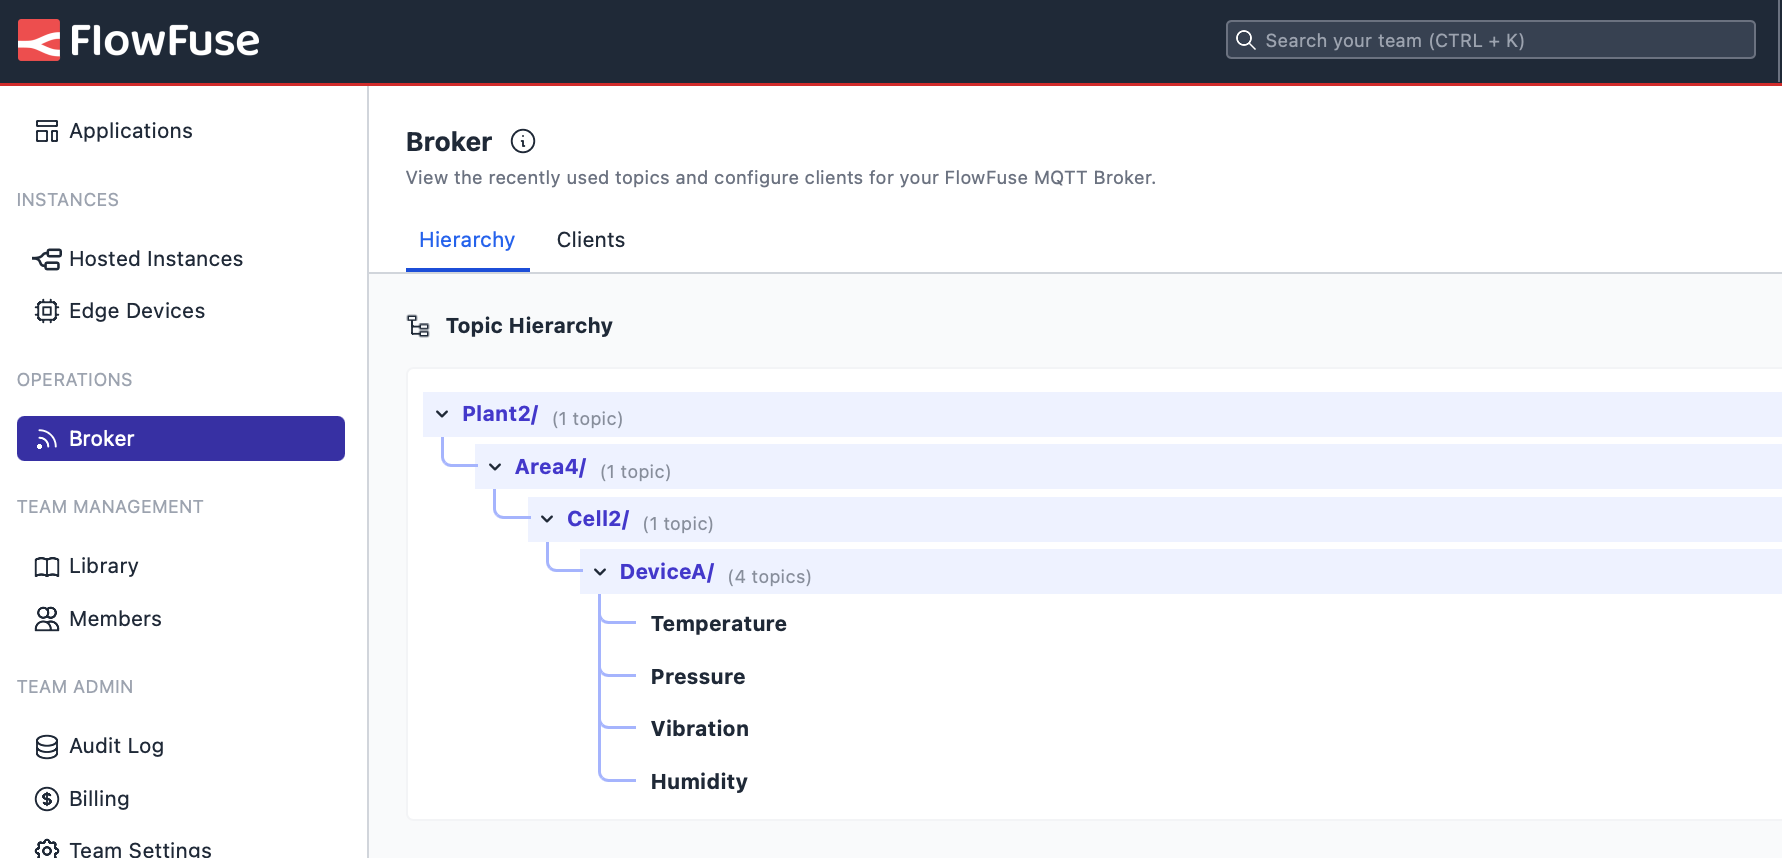 FlowFuse
Search your team (CTRL + K)
Applications
INSTANCES
Hosted Instances
Edge Devices
OPERATIONS
Broker
TEAM MANAGEMENT
Library
Members
TEAM ADMIN
Audit Log
Billing
Team Settings
Broker
View the recently used topics and configure clients for your FlowFuse MQTT Broker.
Hierarchy Clients
Topic Hierarchy
Plant2/ (1 topic)
Area4/ (1 topic)
Cell2/ (1 topic)
DeviceA/ (4 topics)
Temperature
Pressure
Vibration
Humidity